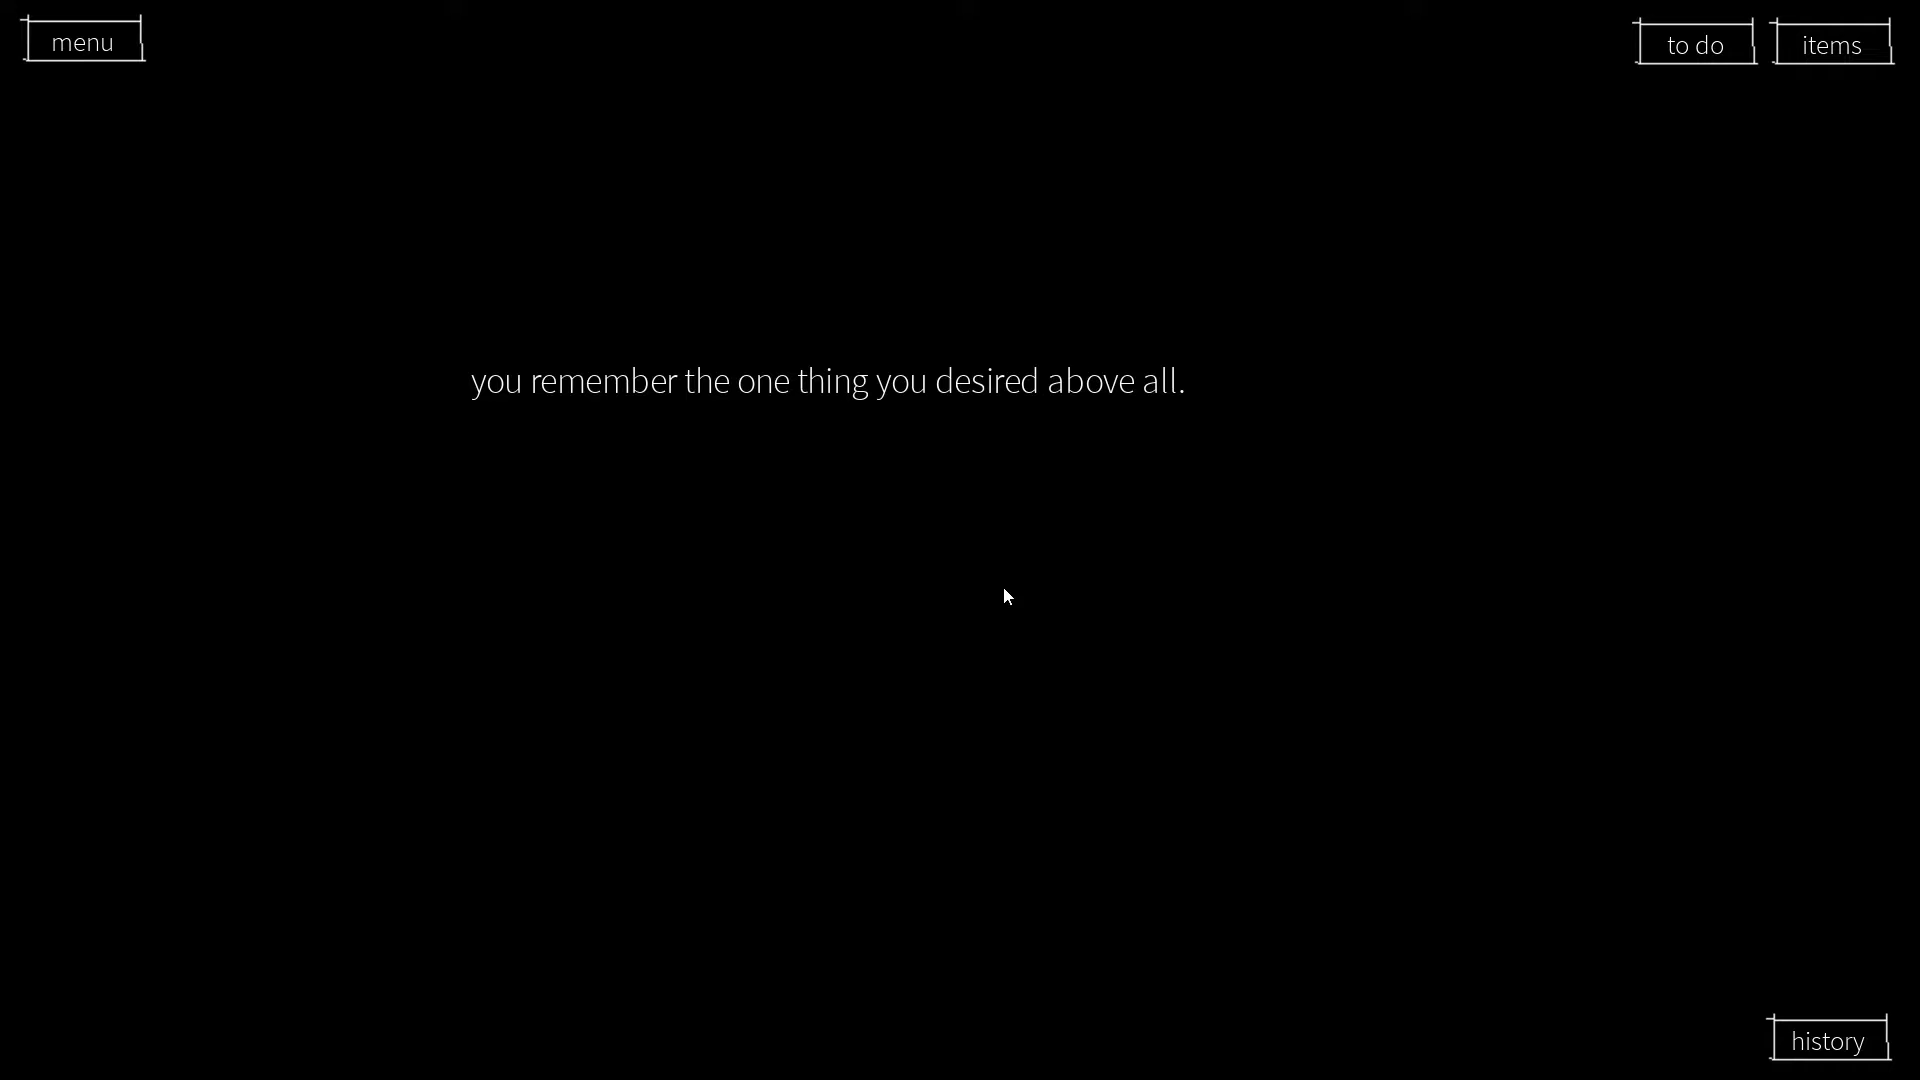 menu
to do
items
you remember the one thing you desired above all.
history